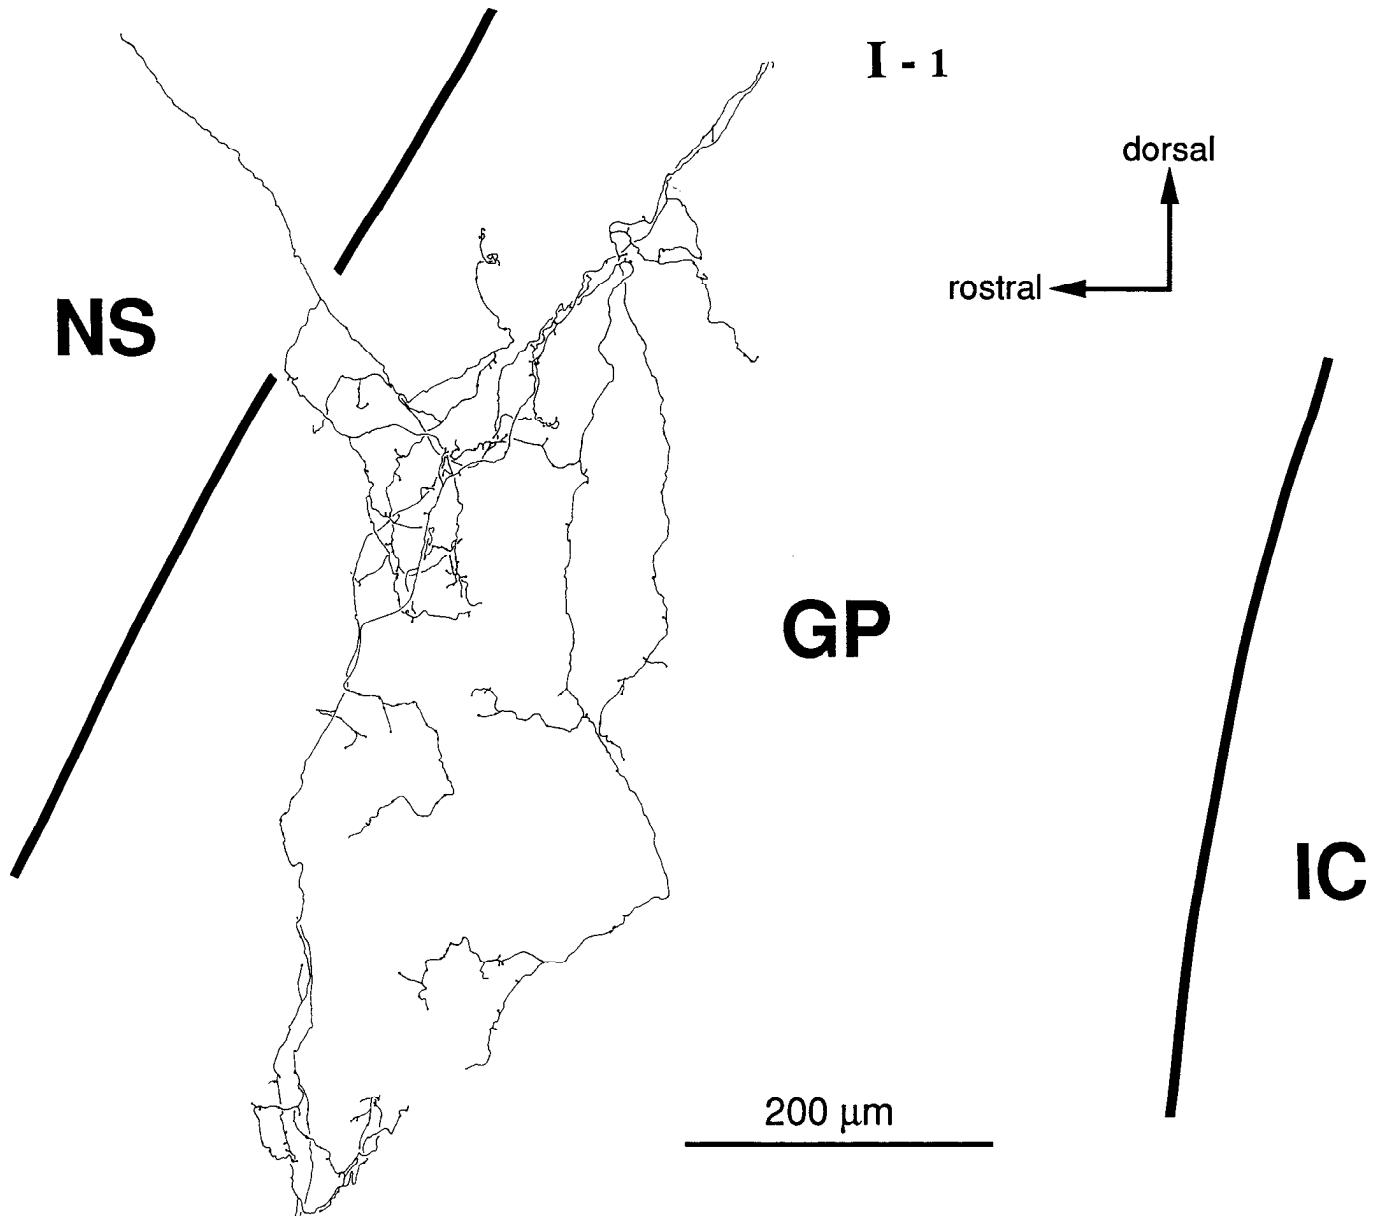 I - 1
dorsal
rostral
NS
GP
IC
200 μm